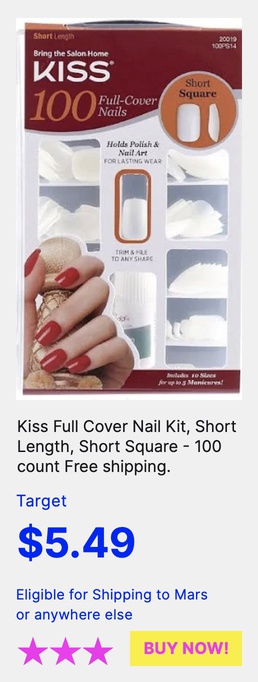 Short Length
20019
100PS14
Bring the Salon Home
KISS®
100 Full-Cover Nails
Short
Square
Holds Polish &
Nail Art
FOR LASTING WEAR
TRIM & FILE
TO ANY SHAPE
Includes 10 Sizes
for up to 5 Manicures!
Kiss Full Cover Nail Kit, Short
Length, Short Square - 100
count Free shipping.
Target
$5.49
Eligible for Shipping to Mars
or anywhere else
BUY NOW!